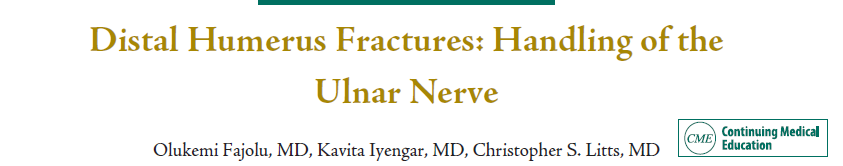 Distal Humerus Fractures: Handling of the
Ulnar Nerve
Olukemi Fajolu, MD, Kavita Iyengar, MD, Christopher S. Litts, MD
CME
Continuing Medical
Education